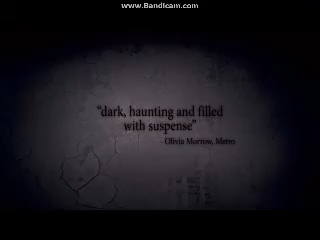 www.Bandicam.com
“dark, haunting and filled
with suspense”
- Olivia Morrow, Metro